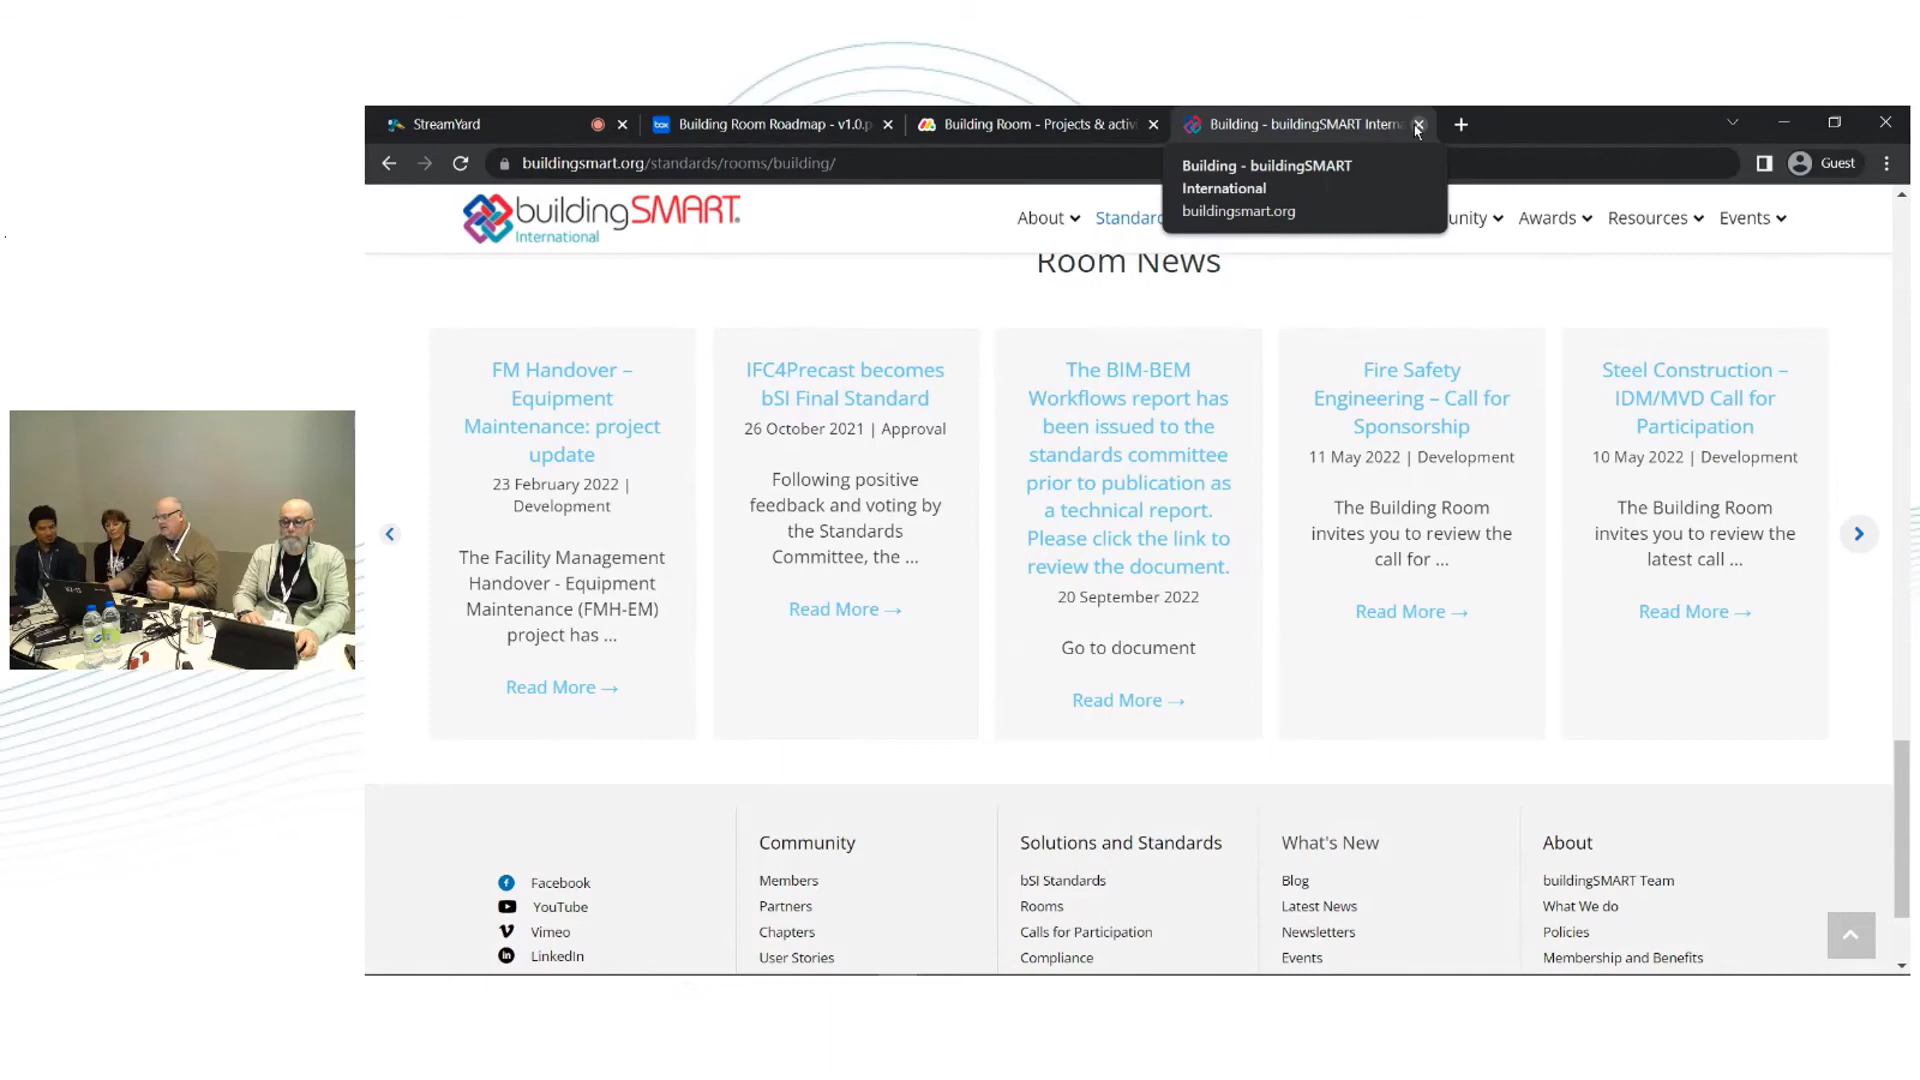 StreamYard
Building Room Roadmap - v1.0.p
Building Room - Projects & activi
Building - buildingSMART Intern
buildingsmart.org/standards/rooms/building/
Guest
Building - buildingSMART
International
buildingsmart.org
buildingSMART®
International
About
Standard
unity
Awards
Resources
Events
Room News
FM Handover –
Equipment
Maintenance: project
update
23 February 2022 |
Development
The Facility Management
Handover - Equipment
Maintenance (FMH-EM)
project has ...
Read More →
IFC4Precast becomes
bSI Final Standard
26 October 2021 | Approval
Following positive
feedback and voting by
the Standards
Committee, the ...
Read More →
The BIM-BEM
Workflows report has
been issued to the
standards committee
prior to publication as
a technical report.
Please click the link to
review the document.
20 September 2022
Go to document
Read More →
Fire Safety
Engineering – Call for
Sponsorship
11 May 2022 | Development
The Building Room
invites you to review the
call for ...
Read More →
Steel Construction –
IDM/MVD Call for
Participation
10 May 2022 | Development
The Building Room
invites you to review the
latest call ...
Read More →
Facebook
YouTube
Vimeo
LinkedIn
Community
Members
Partners
Chapters
User Stories
Solutions and Standards
bSI Standards
Rooms
Calls for Participation
Compliance
What's New
Blog
Latest News
Newsletters
Events
About
buildingSMART Team
What We do
Policies
Membership and Benefits